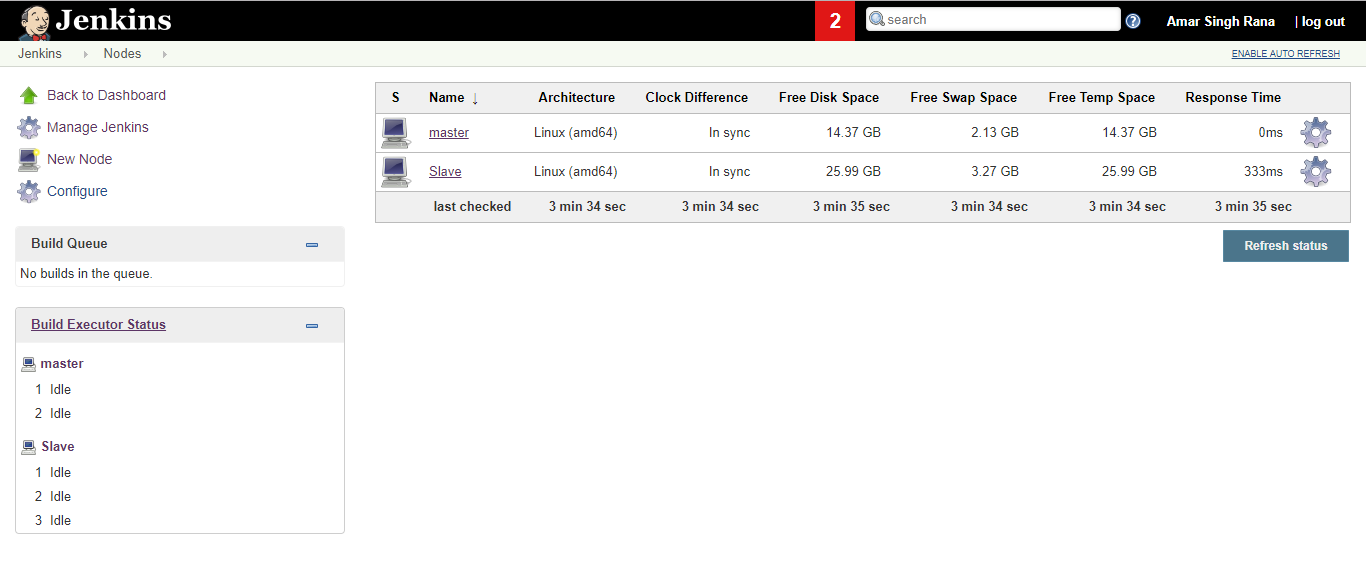 Jenkins 2 search Amar Singh Rana | log out
Jenkins Nodes ENABLE AUTO REFRESH
Back to Dashboard
Manage Jenkins
New Node
Configure
Build Queue
No builds in the queue.
Build Executor Status
master
1 Idle
2 Idle
Slave
1 Idle
2 Idle
3 Idle
S Name ↓ Architecture Clock Difference Free Disk Space Free Swap Space Free Temp Space Response Time
master Linux (amd64) In sync 14.37 GB 2.13 GB 14.37 GB 0ms
Slave Linux (amd64) In sync 25.99 GB 3.27 GB 25.99 GB 333ms
last checked 3 min 34 sec 3 min 34 sec 3 min 35 sec 3 min 34 sec 3 min 34 sec 3 min 35 sec
Refresh status